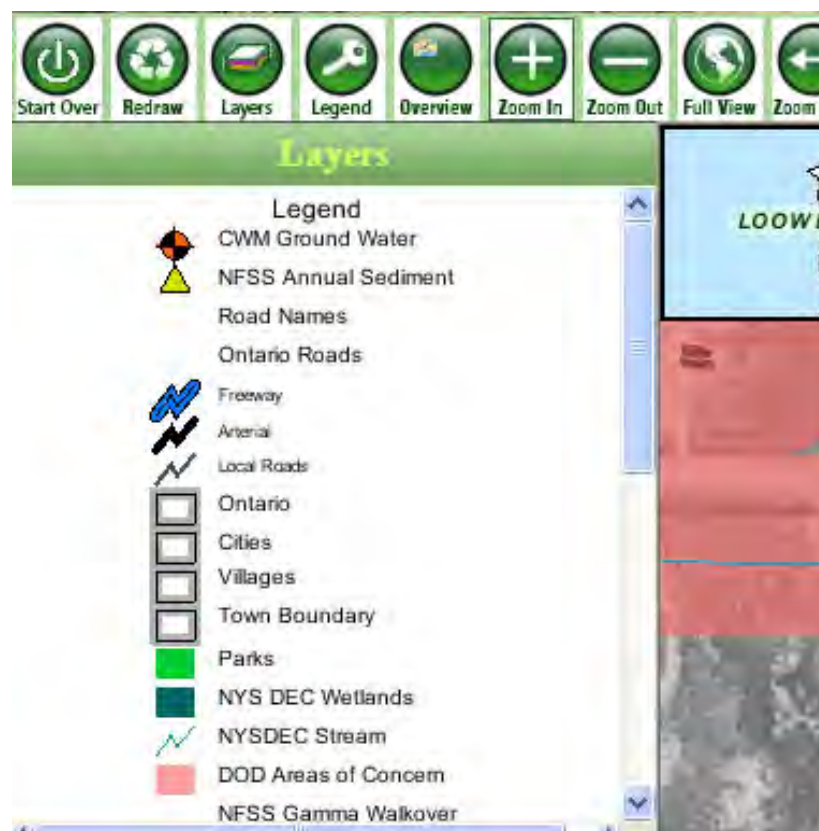 Start Over Redraw Layers Legend Overview Zoom In Zoom Out Full View Zoom
Layers
Legend
CWM Ground Water
NFSS Annual Sediment
Road Names
Ontario Roads
Freeway
Arterial
Local Roads
Ontario
Cities
Villages
Town Boundary
Parks
NYS DEC Wetlands
NYSDEC Stream
DOD Areas of Concern
NFSS Gamma Walkover